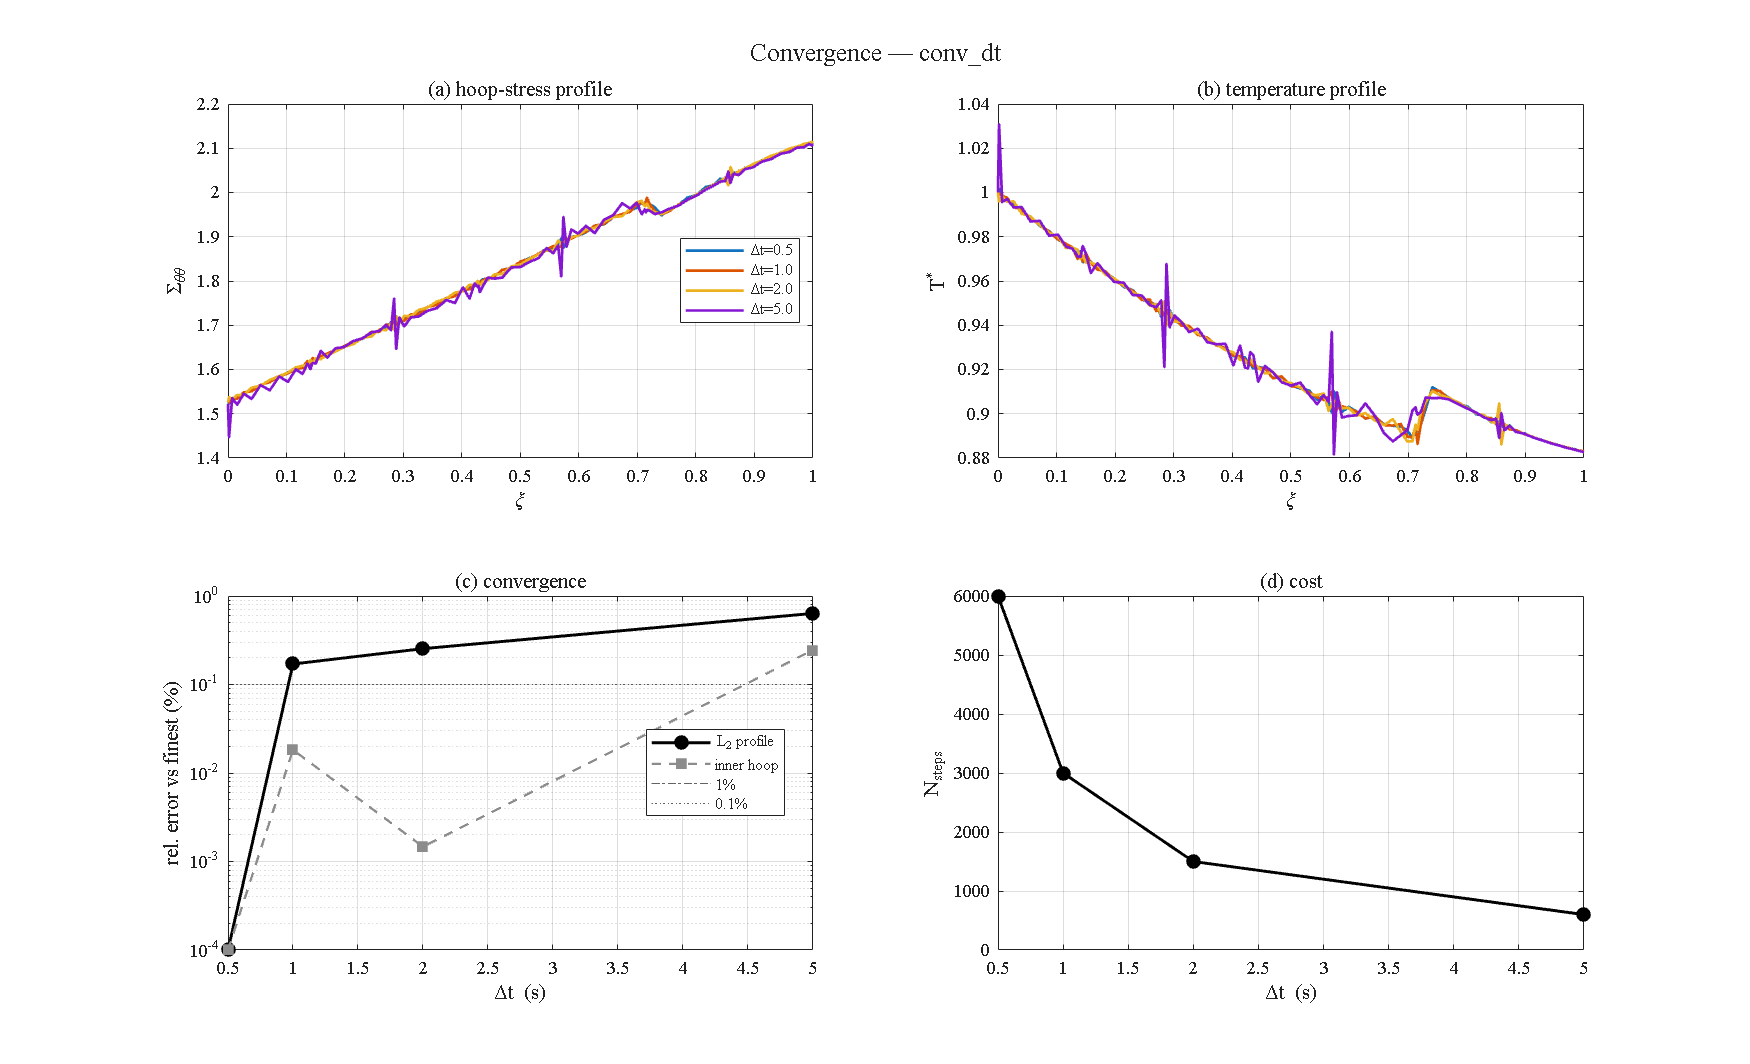 Convergence — conv_dt
(a) hoop-stress profile
2.2
2.1
2
1.9
1.8
1.7
1.6
1.5
1.4
Σθθ
0 0.1 0.2 0.3 0.4 0.5 0.6 0.7 0.8 0.9 1
ξ
Δt=0.5
Δt=1.0
Δt=2.0
Δt=5.0
(b) temperature profile
1.04
1.02
1
0.98
0.96
0.94
0.92
0.9
0.88
T*
0 0.1 0.2 0.3 0.4 0.5 0.6 0.7 0.8 0.9 1
ξ
(c) convergence
10^0
10^-1
10^-2
10^-3
10^-4
rel. error vs finest (%)
0.5 1 1.5 2 2.5 3 3.5 4 4.5 5
Δt (s)
L2 profile
inner hoop
1%
0.1%
(d) cost
6000
5000
4000
3000
2000
1000
0
Nsteps
0.5 1 1.5 2 2.5 3 3.5 4 4.5 5
Δt (s)